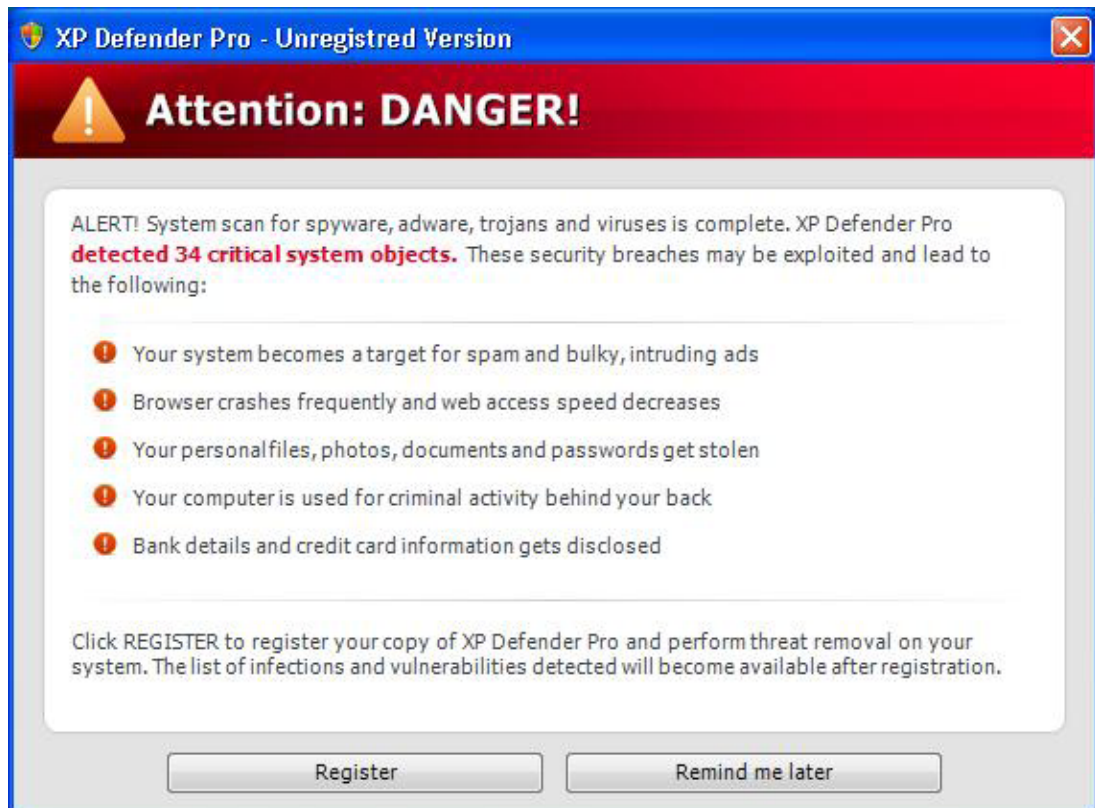 XP Defender Pro - Unregistred Version
Attention: DANGER!
ALERT! System scan for spyware, adware, trojans and viruses is complete. XP Defender Pro
detected 34 critical system objects. These security breaches may be exploited and lead to
the following:
Your system becomes a target for spam and bulky, intruding ads
Browser crashes frequently and web access speed decreases
Your personal files, photos, documents and passwords get stolen
Your computer is used for criminal activity behind your back
Bank details and credit card information gets disclosed
Click REGISTER to register your copy of XP Defender Pro and perform threat removal on your
system. The list of infections and vulnerabilities detected will become available after registration.
Register
Remind me later